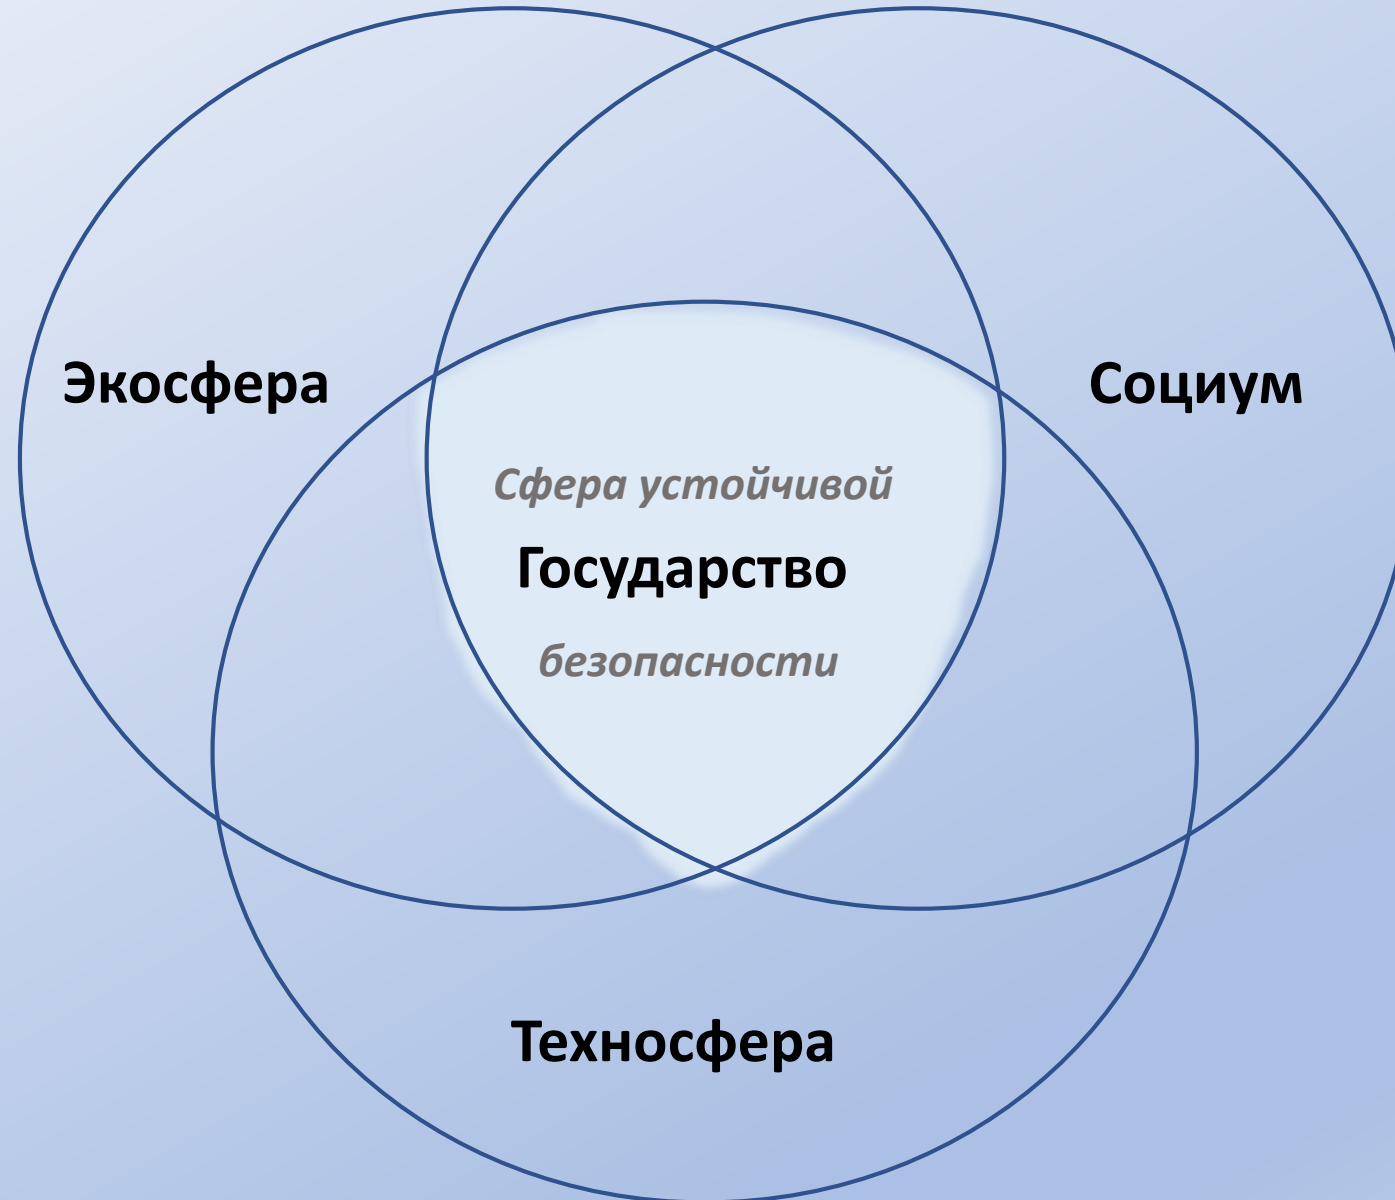 Экосфера
Социум
Сфера устойчивой
Государство
безопасности
Техносфера